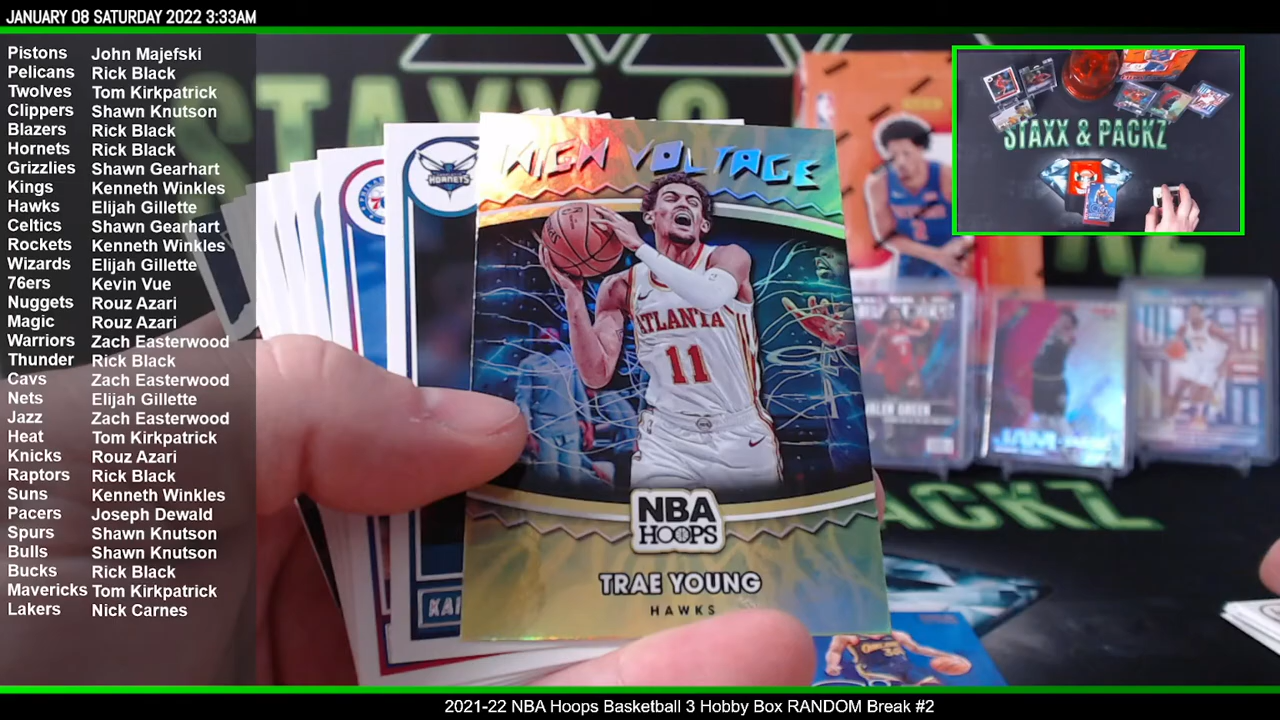 JANUARY 08 SATURDAY 2022 3:33AM
Pistons John Majefski
Pelicans Rick Black
Twolves Tom Kirkpatrick
Clippers Shawn Knutson
Blazers Rick Black
Hornets Rick Black
Grizzlies Shawn Gearhart
Kings Kenneth Winkles
Hawks Elijah Gillette
Celtics Shawn Gearhart
Rockets Kenneth Winkles
Wizards Elijah Gillette
76ers Kevin Vue
Nuggets Rouz Azari
Magic Rouz Azari
Warriors Zach Easterwood
Thunder Rick Black
Cavs Zach Easterwood
Nets Elijah Gillette
Jazz Zach Easterwood
Heat Tom Kirkpatrick
Knicks Rouz Azari
Raptors Rick Black
Suns Kenneth Winkles
Pacers Joseph Dewald
Spurs Shawn Knutson
Bulls Shawn Knutson
Bucks Rick Black
Mavericks Tom Kirkpatrick
Lakers Nick Carnes
HIGH VOLTAGE
HORNETS
ATLANTA
11
NBA
HOOPS
TRAE YOUNG
HAWKS
KAI
STAXX &
STAXX & PACKZ
GREEN
PACKZ
2021-22 NBA Hoops Basketball 3 Hobby Box RANDOM Break #2